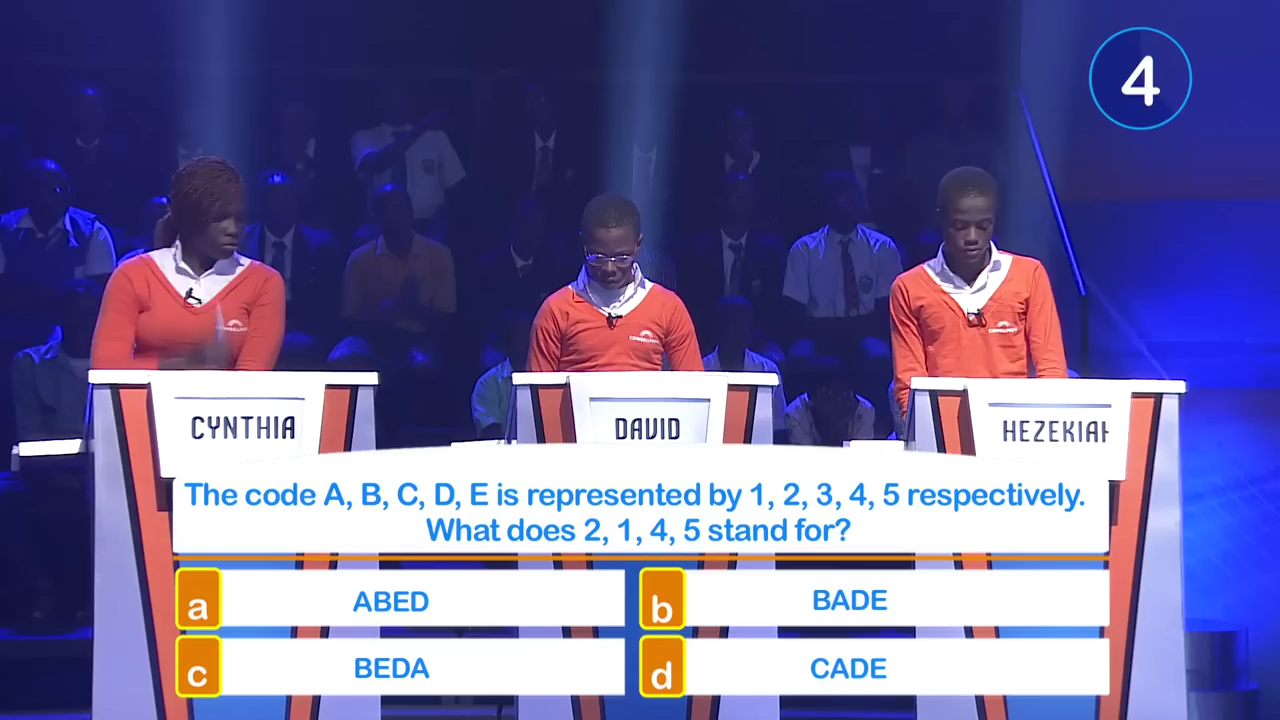 4
CYNTHIA
DAVID
HEZEKIAH
The code A, B, C, D, E is represented by 1, 2, 3, 4, 5 respectively.
What does 2, 1, 4, 5 stand for?
a ABED
b BADE
c BEDA
d CADE